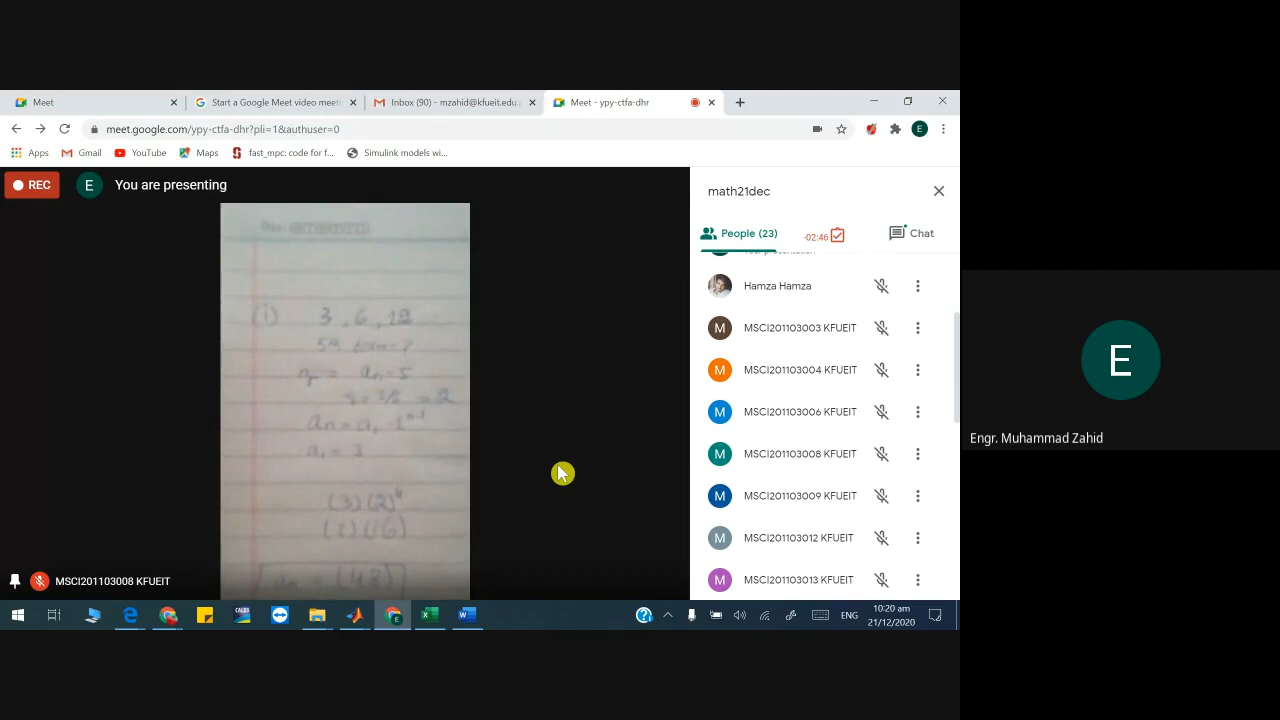 Meet
Start a Google Meet video meeti
Inbox (90) - mzahid@kfueit.edu.
Meet - ypy-ctfa-dhr
meet.google.com/ypy-ctfa-dhr?pli=1&authuser=0
E
Apps
Gmail
YouTube
Maps
fast_mpc: code for f...
Simulink models wi...
REC
E
You are presenting
math21dec
People (23)
-02:46
Chat
Hamza Hamza
M MSCI201103003 KFUEIT
M MSCI201103004 KFUEIT
M MSCI201103006 KFUEIT
M MSCI201103008 KFUEIT
M MSCI201103009 KFUEIT
M MSCI201103012 KFUEIT
M MSCI201103013 KFUEIT
(i) 3, 6, 12
5th term = ?
an = 5
= 2
an = a1 r^n-1
a1 = 3
(3)(2)^4
(16)
(48)
MSCI201103008 KFUEIT
ENG
10:20 am
21/12/2020
E
Engr. Muhammad Zahid